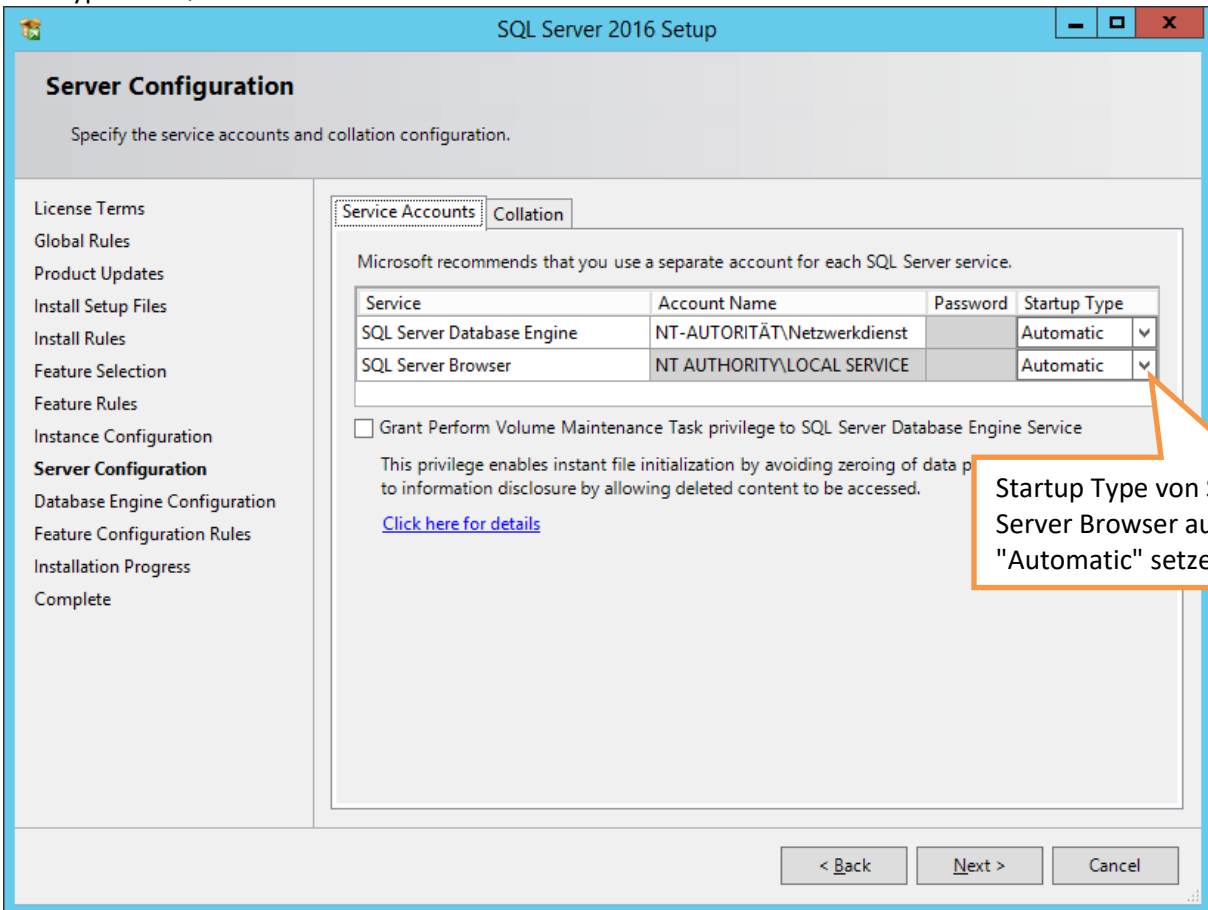 SQL Server 2016 Setup
Server Configuration
Specify the service accounts and collation configuration.
License Terms
Global Rules
Product Updates
Install Setup Files
Install Rules
Feature Selection
Feature Rules
Instance Configuration
Server Configuration
Database Engine Configuration
Feature Configuration Rules
Installation Progress
Complete
Service Accounts Collation
Microsoft recommends that you use a separate account for each SQL Server service.
Service Account Name Password Startup Type
SQL Server Database Engine NT-AUTORITÄT\Netzwerkdienst Automatic
SQL Server Browser NT AUTHORITY\LOCAL SERVICE Automatic
Grant Perform Volume Maintenance Task privilege to SQL Server Database Engine Service
This privilege enables instant file initialization by avoiding zeroing of data
to information disclosure by allowing deleted content to be accessed.
Click here for details
Startup Type von
Server Browser
"Automatic"
< Back Next > Cancel